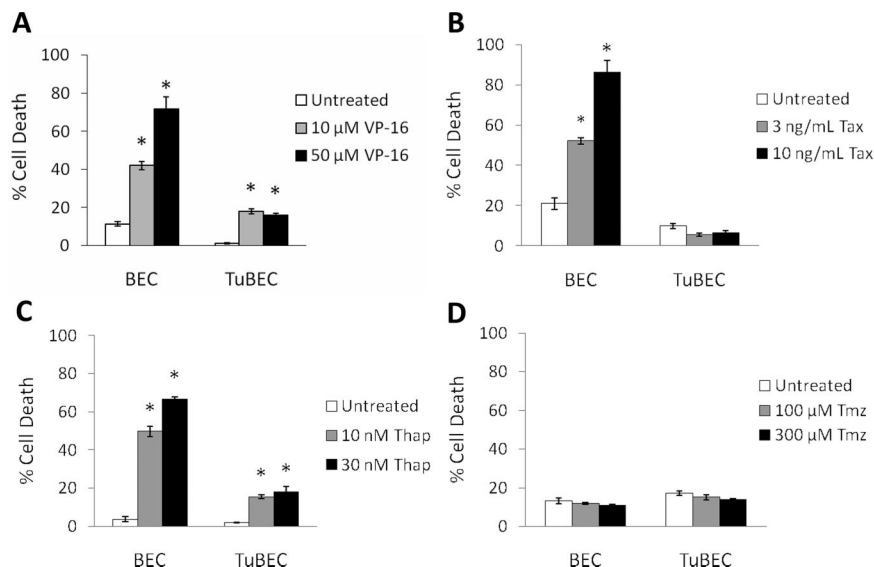 A
100
80
60
40
20
0
% Cell Death
*
*
*
*
BEC
TuBEC
Untreated
10 µM VP-16
50 µM VP-16
B
100
80
60
40
20
0
% Cell Death
*
*
BEC
TuBEC
Untreated
3 ng/mL Tax
10 ng/mL Tax
C
100
80
60
40
20
0
% Cell Death
*
*
*
*
BEC
TuBEC
Untreated
10 nM Thap
30 nM Thap
D
100
80
60
40
20
0
% Cell Death
BEC
TuBEC
Untreated
100 µM Tmz
300 µM Tmz